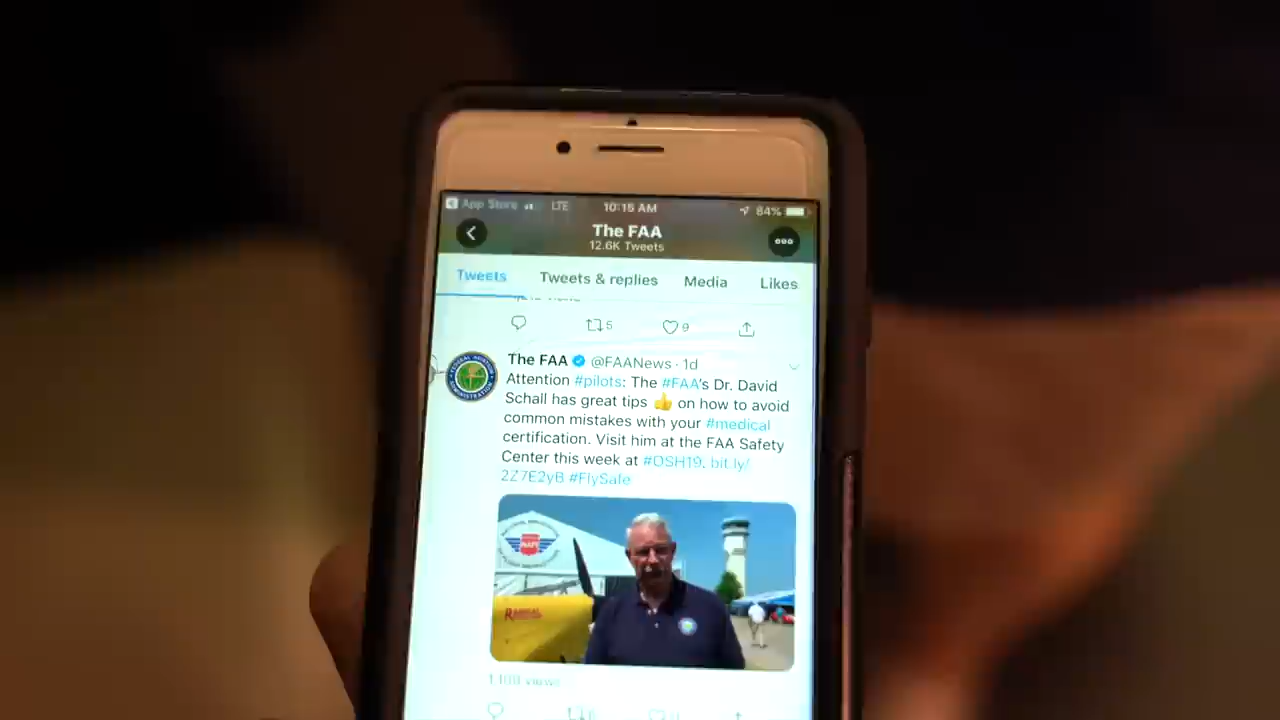 App Store LTE 10:15 AM 84%
The FAA
12.6K Tweets
Tweets Tweets & replies Media Likes
5 9
The FAA @FAANews · 1d
Attention #pilots: The #FAA's Dr. David
Schall has great tips 👍 on how to avoid
common mistakes with your #medical
certification. Visit him at the FAA Safety
Center this week at #OSH19. bit.ly/
2Z7E2yB #FlySafe
views